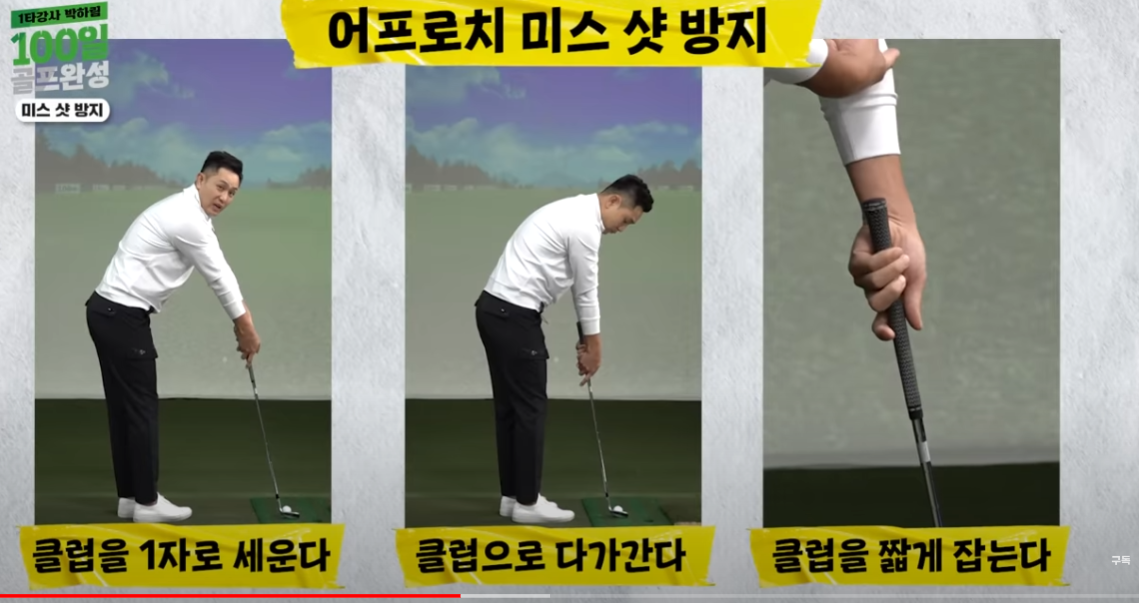 1타강사 박하림
100일
골프완성
미스 샷 방지
어프로치 미스 샷 방지
클럽을 1자로 세운다
클럽으로 다가간다
클럽을 짧게 잡는다
구독